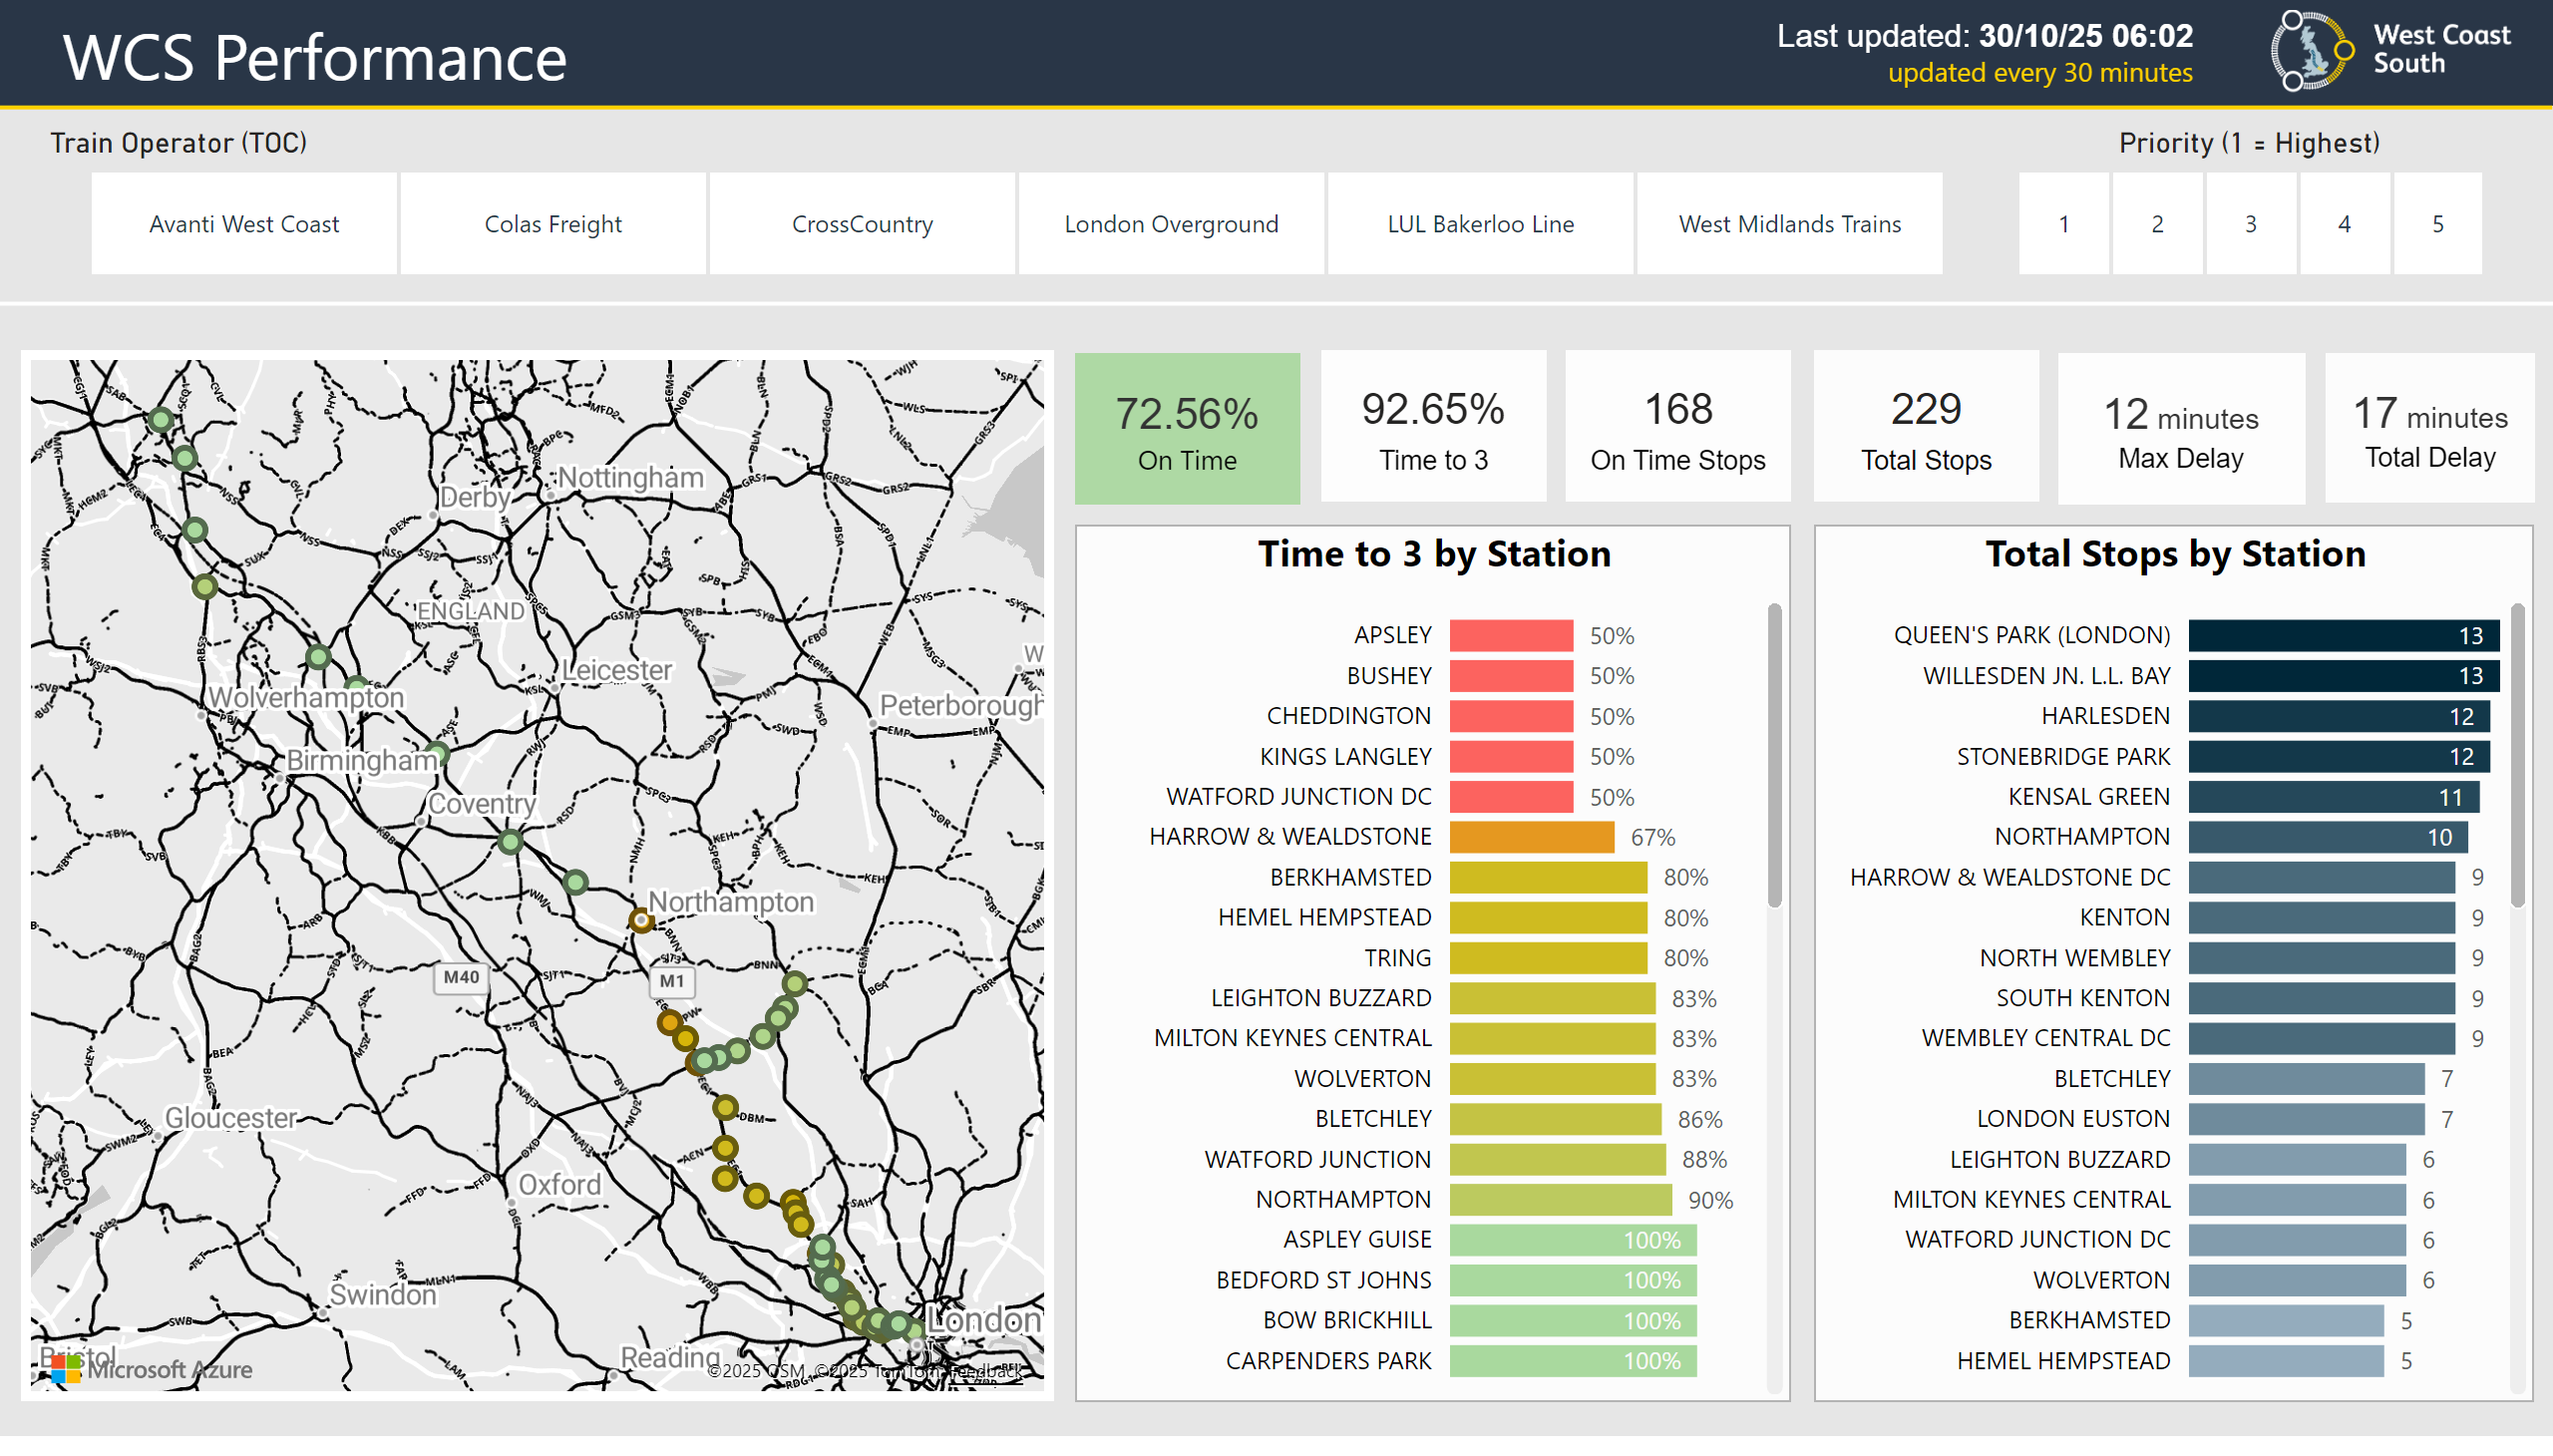 WCS Performance
Last updated: 30/10/25 06:02
updated every 30 minutes
West Coast
South
Train Operator (TOC)
Priority (1 = Highest)
Avanti West Coast
Colas Freight
CrossCountry
London Overground
LUL Bakerloo Line
West Midlands Trains
1
2
3
4
5
Nottingham
Derby
ENGLAND
Leicester
Wolverhampton
Peterborough
Birmingham
Coventry
Northampton
M40
M1
Gloucester
Oxford
Swindon
London
Reading
Bristol
Microsoft Azure
©2025 OSM, ©2025 TomTom Feedback
72.56%
On Time
92.65%
Time to 3
168
On Time Stops
229
Total Stops
12 minutes
Max Delay
17 minutes
Total Delay
Time to 3 by Station
APSLEY 50%
BUSHEY 50%
CHEDDINGTON 50%
KINGS LANGLEY 50%
WATFORD JUNCTION DC 50%
HARROW & WEALDSTONE 67%
BERKHAMSTED 80%
HEMEL HEMPSTEAD 80%
TRING 80%
LEIGHTON BUZZARD 83%
MILTON KEYNES CENTRAL 83%
WOLVERTON 83%
BLETCHLEY 86%
WATFORD JUNCTION 88%
NORTHAMPTON 90%
ASPLEY GUISE 100%
BEDFORD ST JOHNS 100%
BOW BRICKHILL 100%
CARPENDERS PARK 100%
Total Stops by Station
QUEEN'S PARK (LONDON) 13
WILLESDEN JN. L.L. BAY 13
HARLESDEN 12
STONEBRIDGE PARK 12
KENSAL GREEN 11
NORTHAMPTON 10
HARROW & WEALDSTONE DC 9
KENTON 9
NORTH WEMBLEY 9
SOUTH KENTON 9
WEMBLEY CENTRAL DC 9
BLETCHLEY 7
LONDON EUSTON 7
LEIGHTON BUZZARD 6
MILTON KEYNES CENTRAL 6
WATFORD JUNCTION DC 6
WOLVERTON 6
BERKHAMSTED 5
HEMEL HEMPSTEAD 5